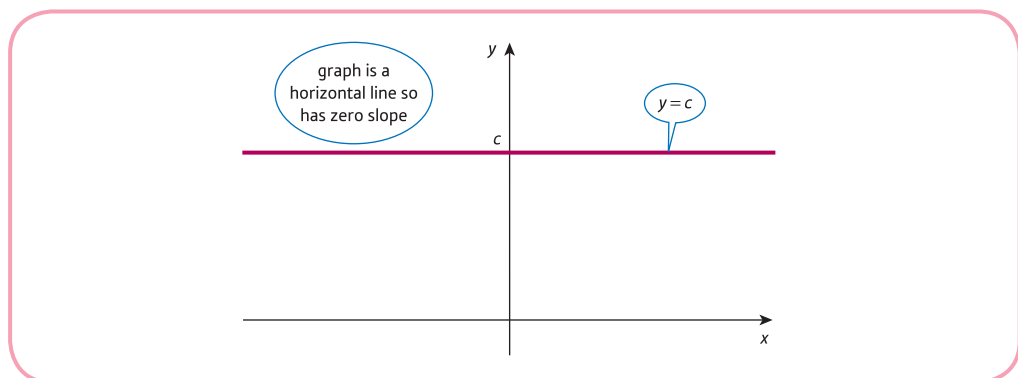 y
graph is a
horizontal line so
has zero slope
y = c
c
x